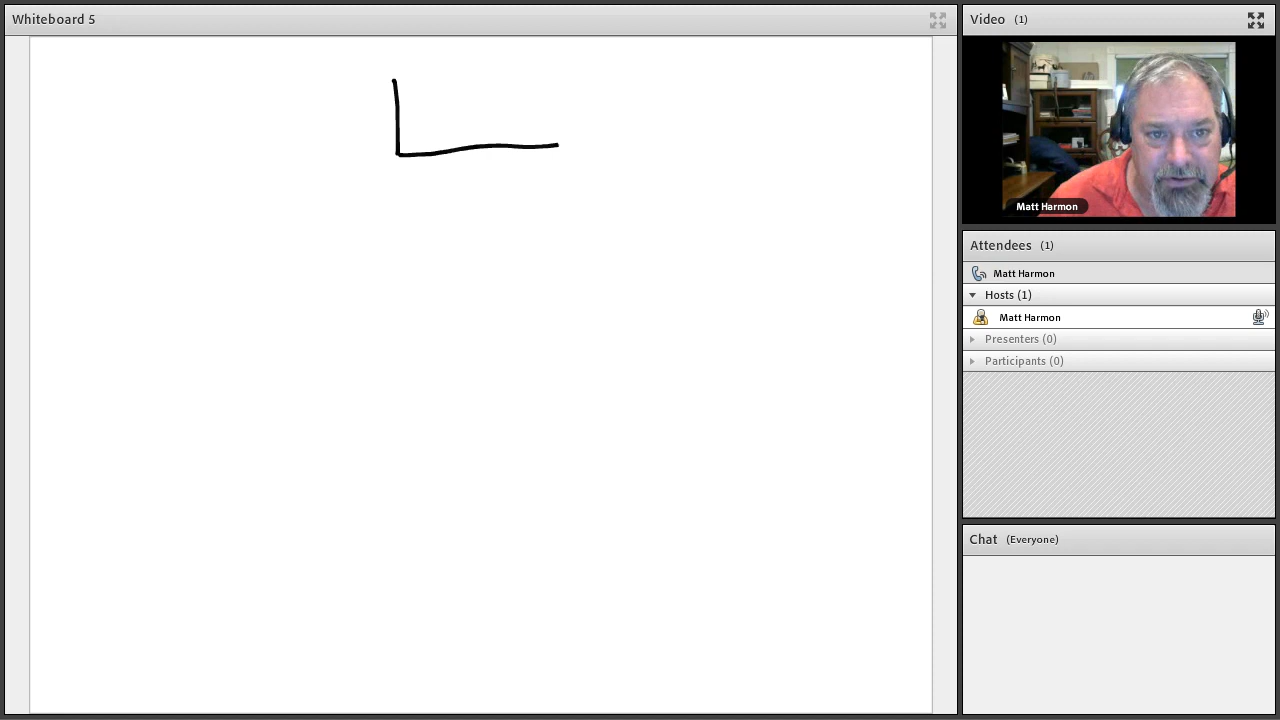 Whiteboard 5
Video (1)
Matt Harmon
Attendees (1)
Matt Harmon
Hosts (1)
Matt Harmon
Presenters (0)
Participants (0)
Chat (Everyone)